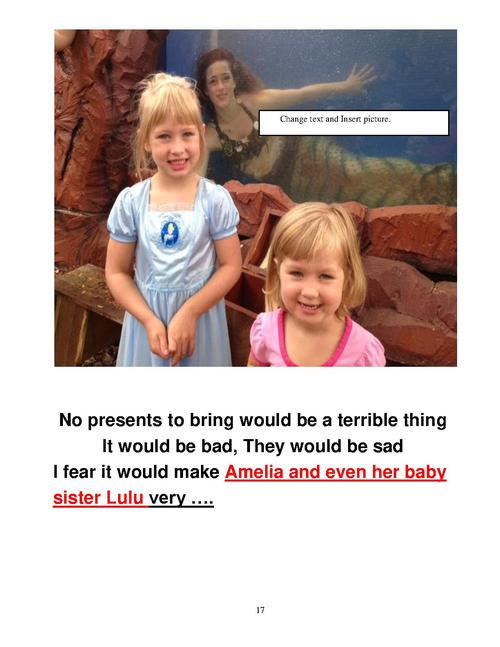 Change text and Insert picture.
No presents to bring would be a terrible thing
It would be bad, They would be sad
I fear it would make Amelia and even her baby
sister Lulu very ….
17